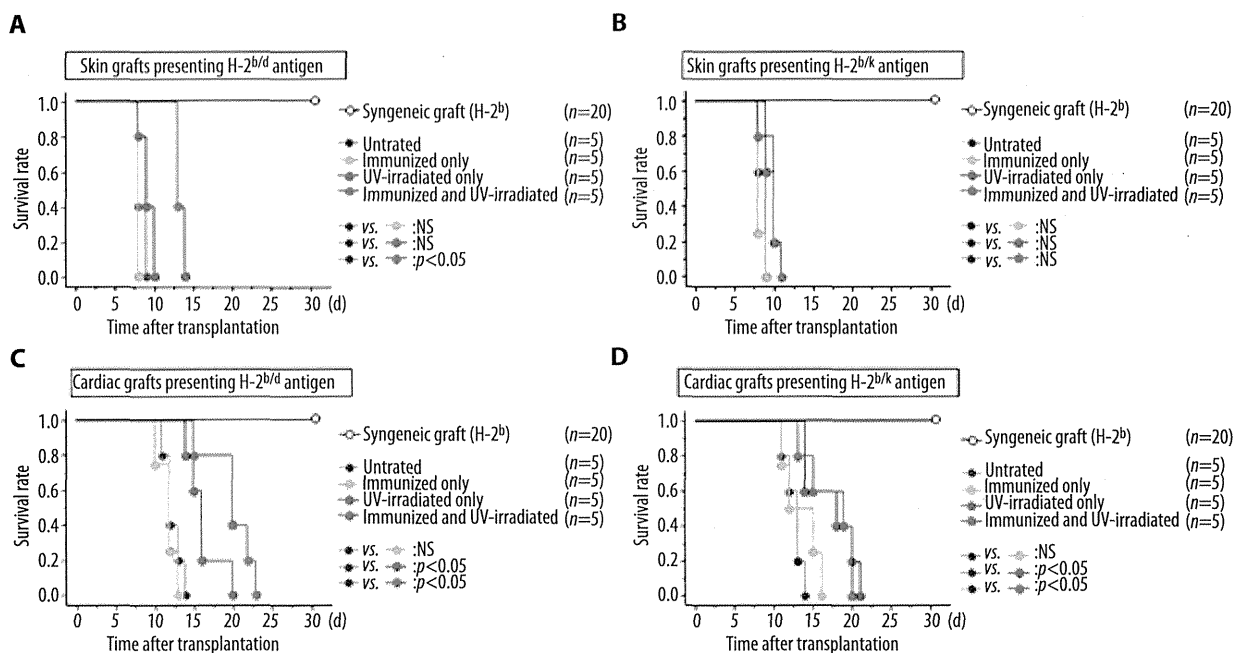 A
Skin grafts presenting H-2b/d antigen
1.0
0.8
0.6
0.4
0.2
0.0
Survival rate
0 5 10 15 20 25 30 (d)
Time after transplantation
Syngeneic graft (H-2b) (n=20)
Untrated (n=5)
Immunized only (n=5)
UV-irradiated only (n=5)
Immunized and UV-irradiated (n=5)
vs. :NS
vs. :NS
vs. :p<0.05
B
Skin grafts presenting H-2b/k antigen
1.0
0.8
0.6
0.4
0.2
0.0
Survival rate
0 5 10 15 20 25 30 (d)
Time after transplantation
Syngeneic graft (H-2b) (n=20)
Untrated (n=5)
Immunized only (n=5)
UV-irradiated only (n=5)
Immunized and UV-irradiated (n=5)
vs. :NS
vs. :NS
vs. :NS
C
Cardiac grafts presenting H-2b/d antigen
1.0
0.8
0.6
0.4
0.2
0.0
Survival rate
0 5 10 15 20 25 30 (d)
Time after transplantation
Syngeneic graft (H-2b) (n=20)
Untrated (n=5)
Immunized only (n=5)
UV-irradiated only (n=5)
Immunized and UV-irradiated (n=5)
vs. :NS
vs. :p<0.05
vs. :p<0.05
D
Cardiac grafts presenting H-2b/k antigen
1.0
0.8
0.6
0.4
0.2
0.0
Survival rate
0 5 10 15 20 25 30 (d)
Time after transplantation
Syngeneic graft (H-2b) (n=20)
Untrated (n=5)
Immunized only (n=5)
UV-irradiated only (n=5)
Immunized and UV-irradiated (n=5)
vs. :NS
vs. :p<0.05
vs. :p<0.05